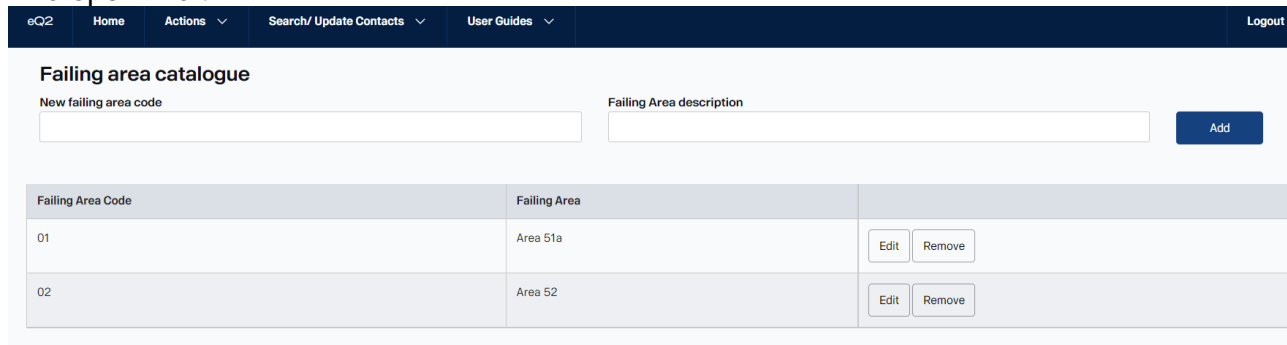 eQ2 Home Actions Search/ Update Contacts User Guides Logout
Failing area catalogue
New failing area code Failing Area description
Add
Failing Area Code Failing Area
01 Area 51a Edit Remove
02 Area 52 Edit Remove